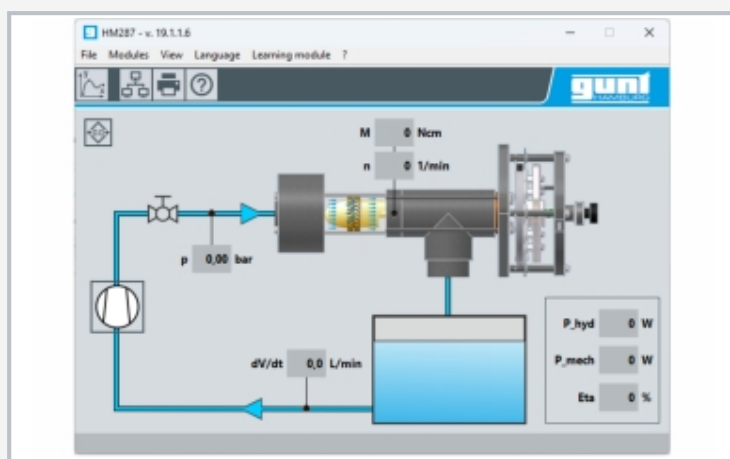 HM287 - v. 19.1.1.6
File Modules View Language Learning module ?
gunt
HAMBURG
M 0 Ncm
n 0 1/min
p 0,00 bar
P_hyd 0 W
dV/dt 0,0 L/min
P_mech 0 W
Eta 0 %